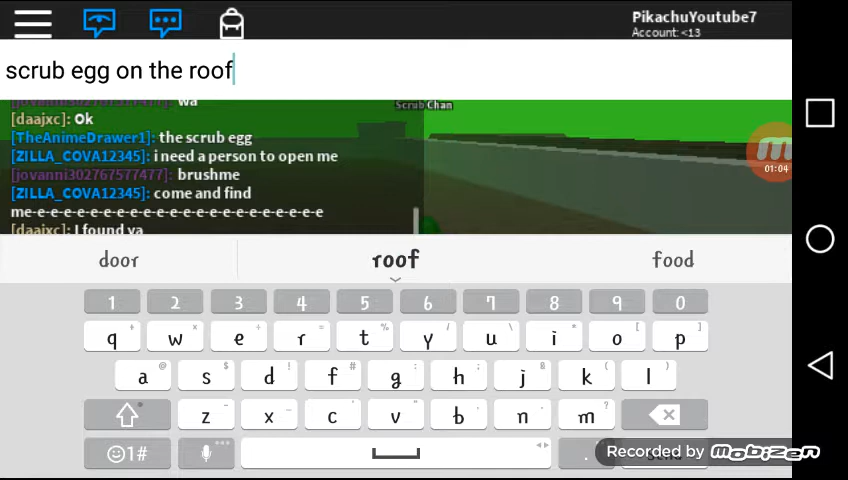 PikachuYoutube7
Account: <13
scrub egg on the roof
wa
Scrub Chan
[daajxc]: Ok
[TheAnimeDrawer1]: the scrub egg
[ZILLA_COVA12345]: i need a person to open me
[jovanni302767577477]: brushme
[ZILLA_COVA12345]: come and find
me-e-e-e-e-e-e-e-e-e-e-e-e-e-e-e-e-e-e-e-e-e
[daajxc]: I found ya
01:04
door roof food
1 2 3 4 5 6 7 8 9 0
q w e r t y u i o p
a s d f g h j k l
z x c v b n m
☺1# .
Recorded by Mobizen